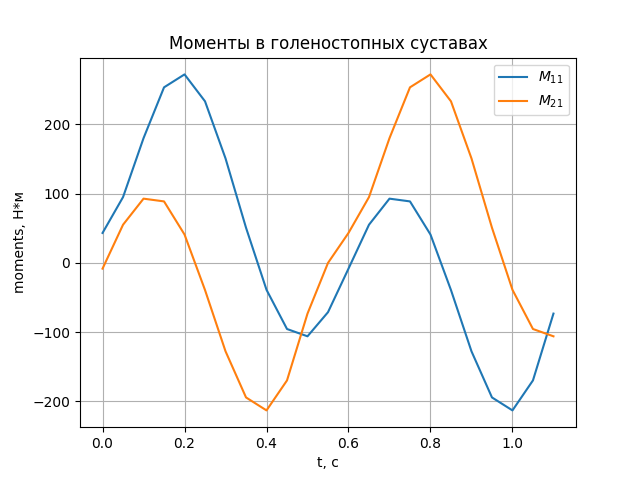 Моменты в голеностопных суставах
M₁₁
M₂₁
moments, Н*м
200
100
0
−100
−200
0.0 0.2 0.4 0.6 0.8 1.0
t, с